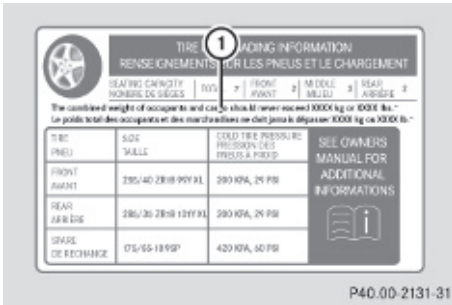 1
TIRE LOADING INFORMATION
RENSEIGNEMENTS SUR LES PNEUS ET LE CHARGEMENT
SEATING CAPACITY TOTAL 7 FRONT 2 MIDDLE 3 REAR 2
NOMBRE DE SIÈGES AVANT MILIEU ARRIÈRE
The combined weight of occupants and cargo should never exceed XXXX kg or XXXX lbs."
Le poids total des occupants et des marchandises ne doit jamais dépasser XXXX kg ou XXXX lb."
TIRE SIZE COLD TIRE PRESSURE SEE OWNERS
PNEU TAILLE PRESSION DES MANUAL FOR
PNEUS À FROID ADDITIONAL
FRONT INFORMATIONS
AVANT 200 KPA, 29 PSI
REAR
ARRIÈRE 200 KPA, 29 PSI
SPARE
DE RECHANGE 420 KPA, 60 PSI
P40.00-2131-31